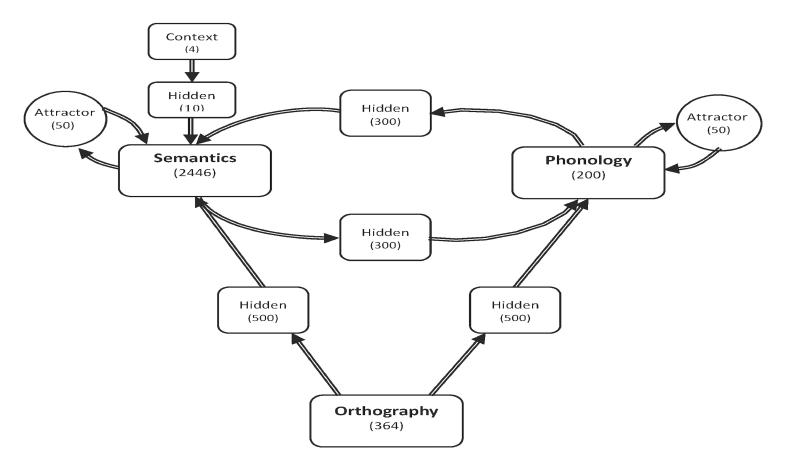 Context
(4)
Hidden
(10)
Hidden
(300)
Attractor
(50)
Attractor
(50)
Semantics
(2446)
Phonology
(200)
Hidden
(300)
Hidden
(500)
Hidden
(500)
Orthography
(364)